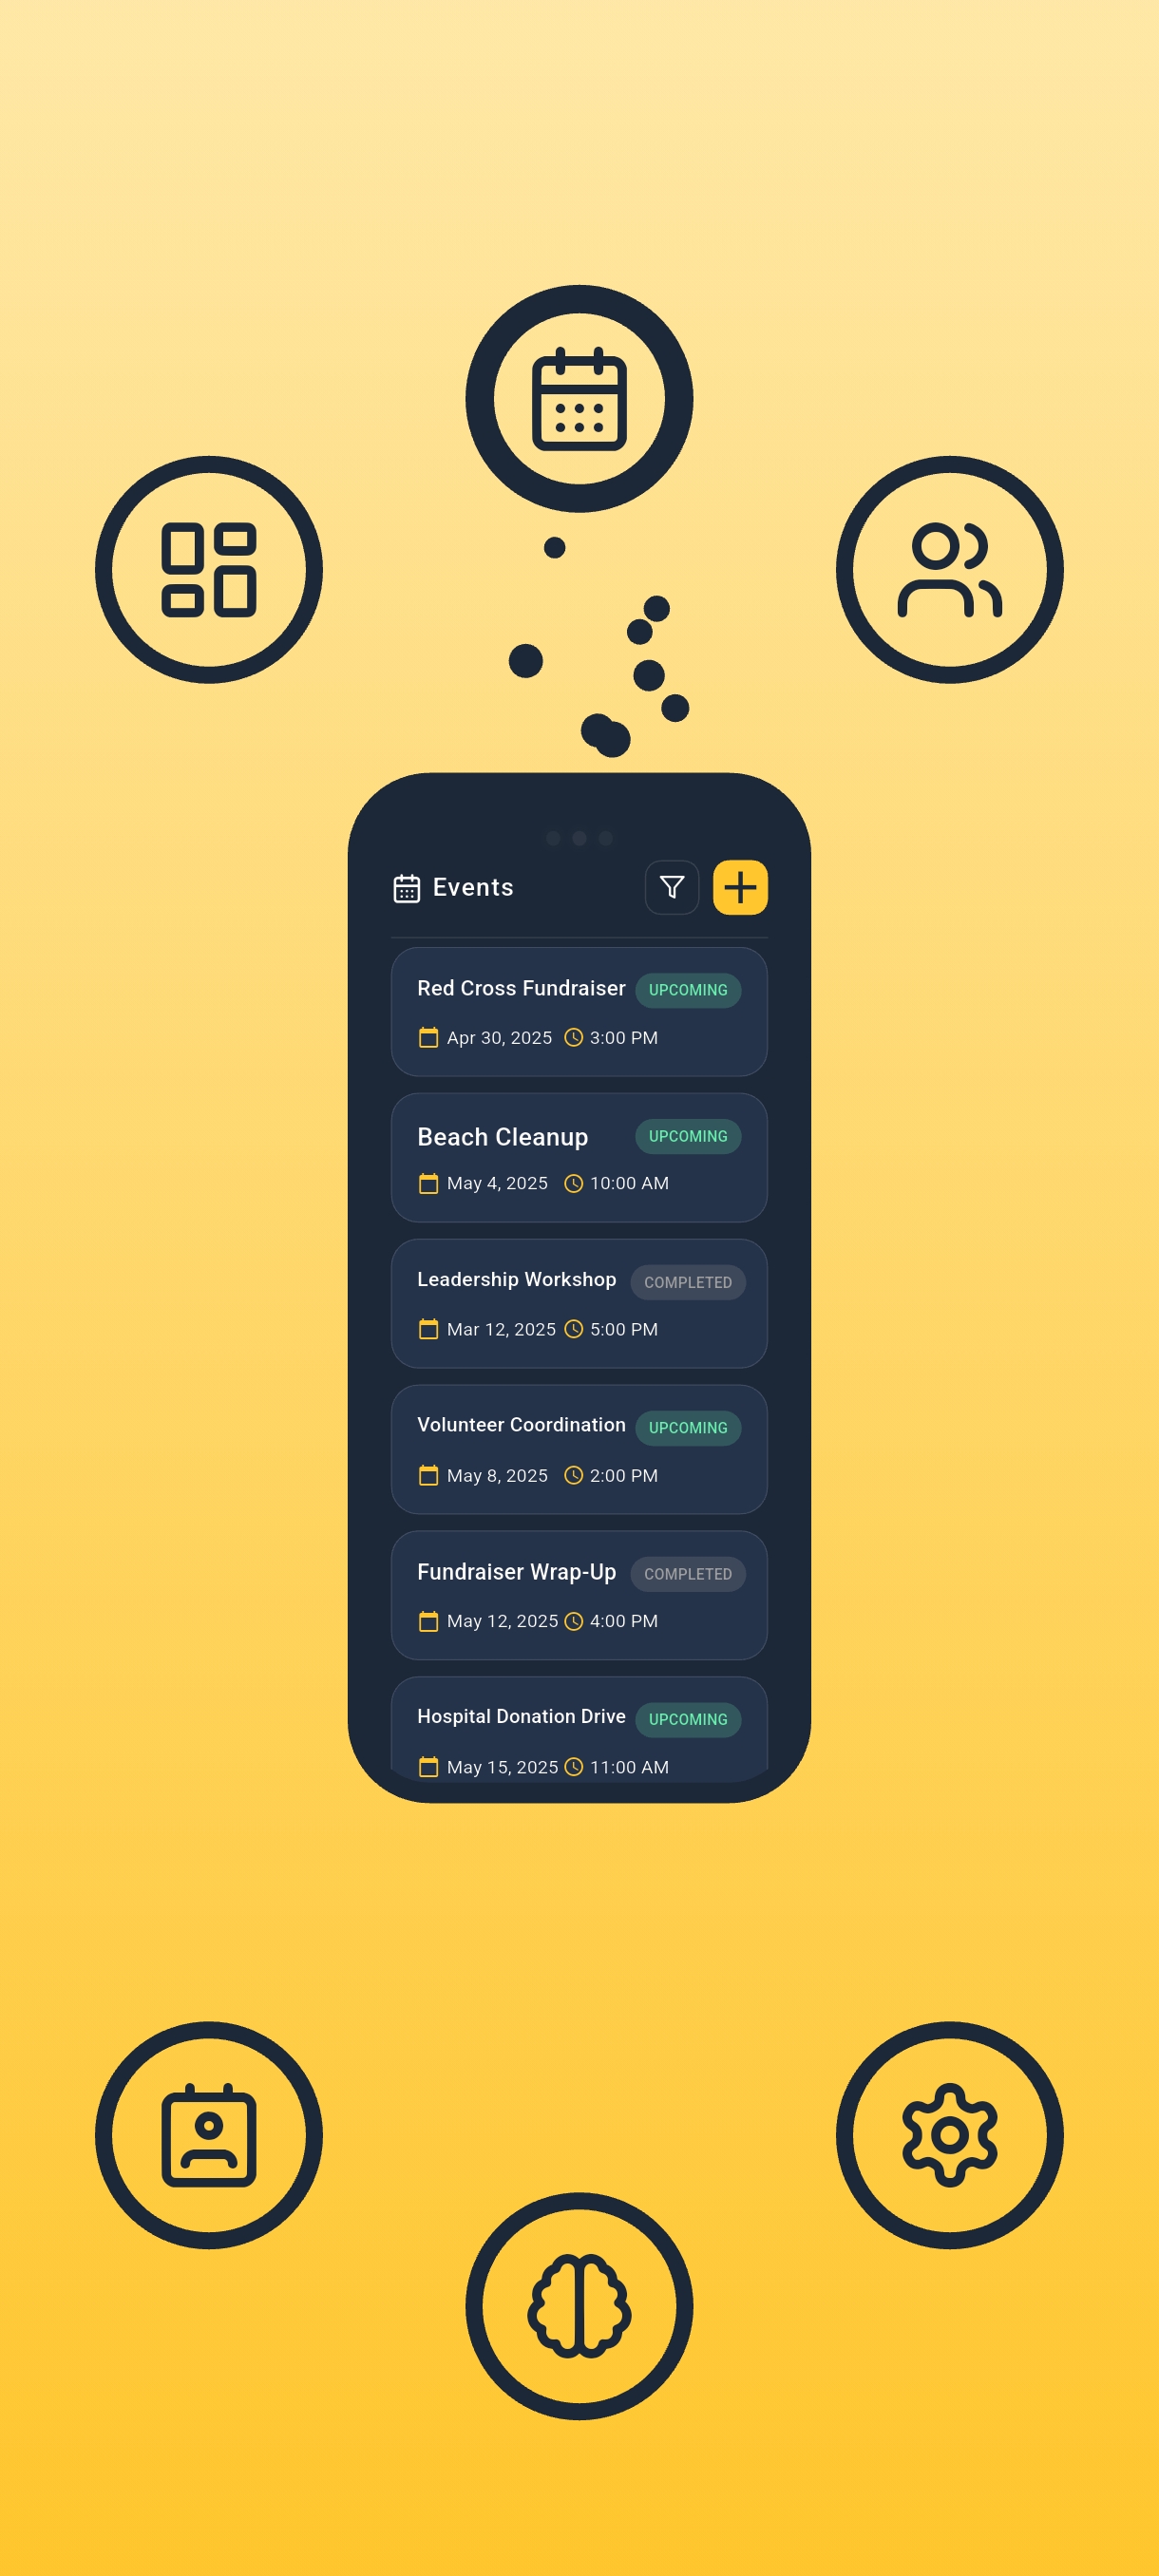 Events
Red Cross Fundraiser UPCOMING
Apr 30, 2025 3:00 PM
Beach Cleanup UPCOMING
May 4, 2025 10:00 AM
Leadership Workshop COMPLETED
Mar 12, 2025 5:00 PM
Volunteer Coordination UPCOMING
May 8, 2025 2:00 PM
Fundraiser Wrap-Up COMPLETED
May 12, 2025 4:00 PM
Hospital Donation Drive UPCOMING
May 15, 2025 11:00 AM